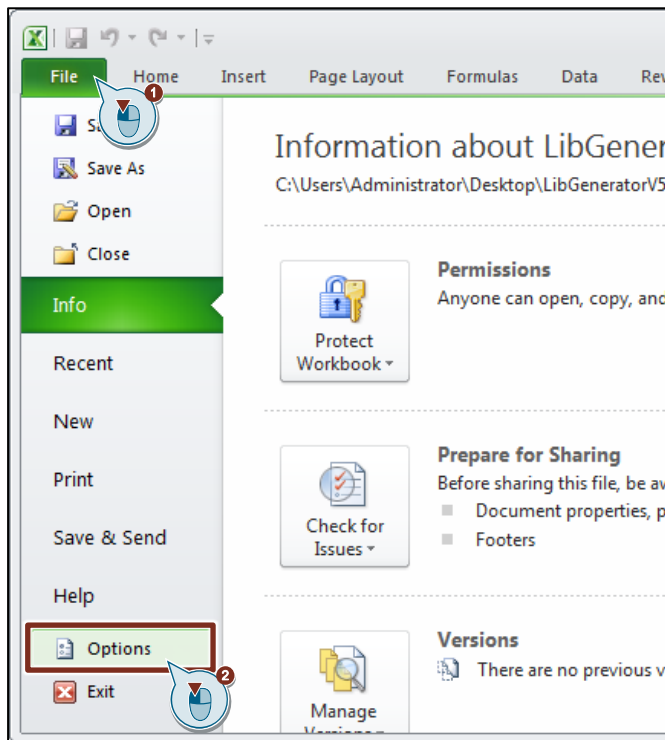 File Home Insert Page Layout Formulas Data
1
Save As
Open
Close
Info
Recent
New
Print
Save & Send
Help
Options
2
Exit
Information about LibGener
C:\Users\Administrator\Desktop\LibGeneratorV5
Protect
Workbook
Permissions
Anyone can open, copy, and
Check for
Issues
Prepare for Sharing
Before sharing this file, be aw
Document properties, p
Footers
Manage
Versions
There are no previous v